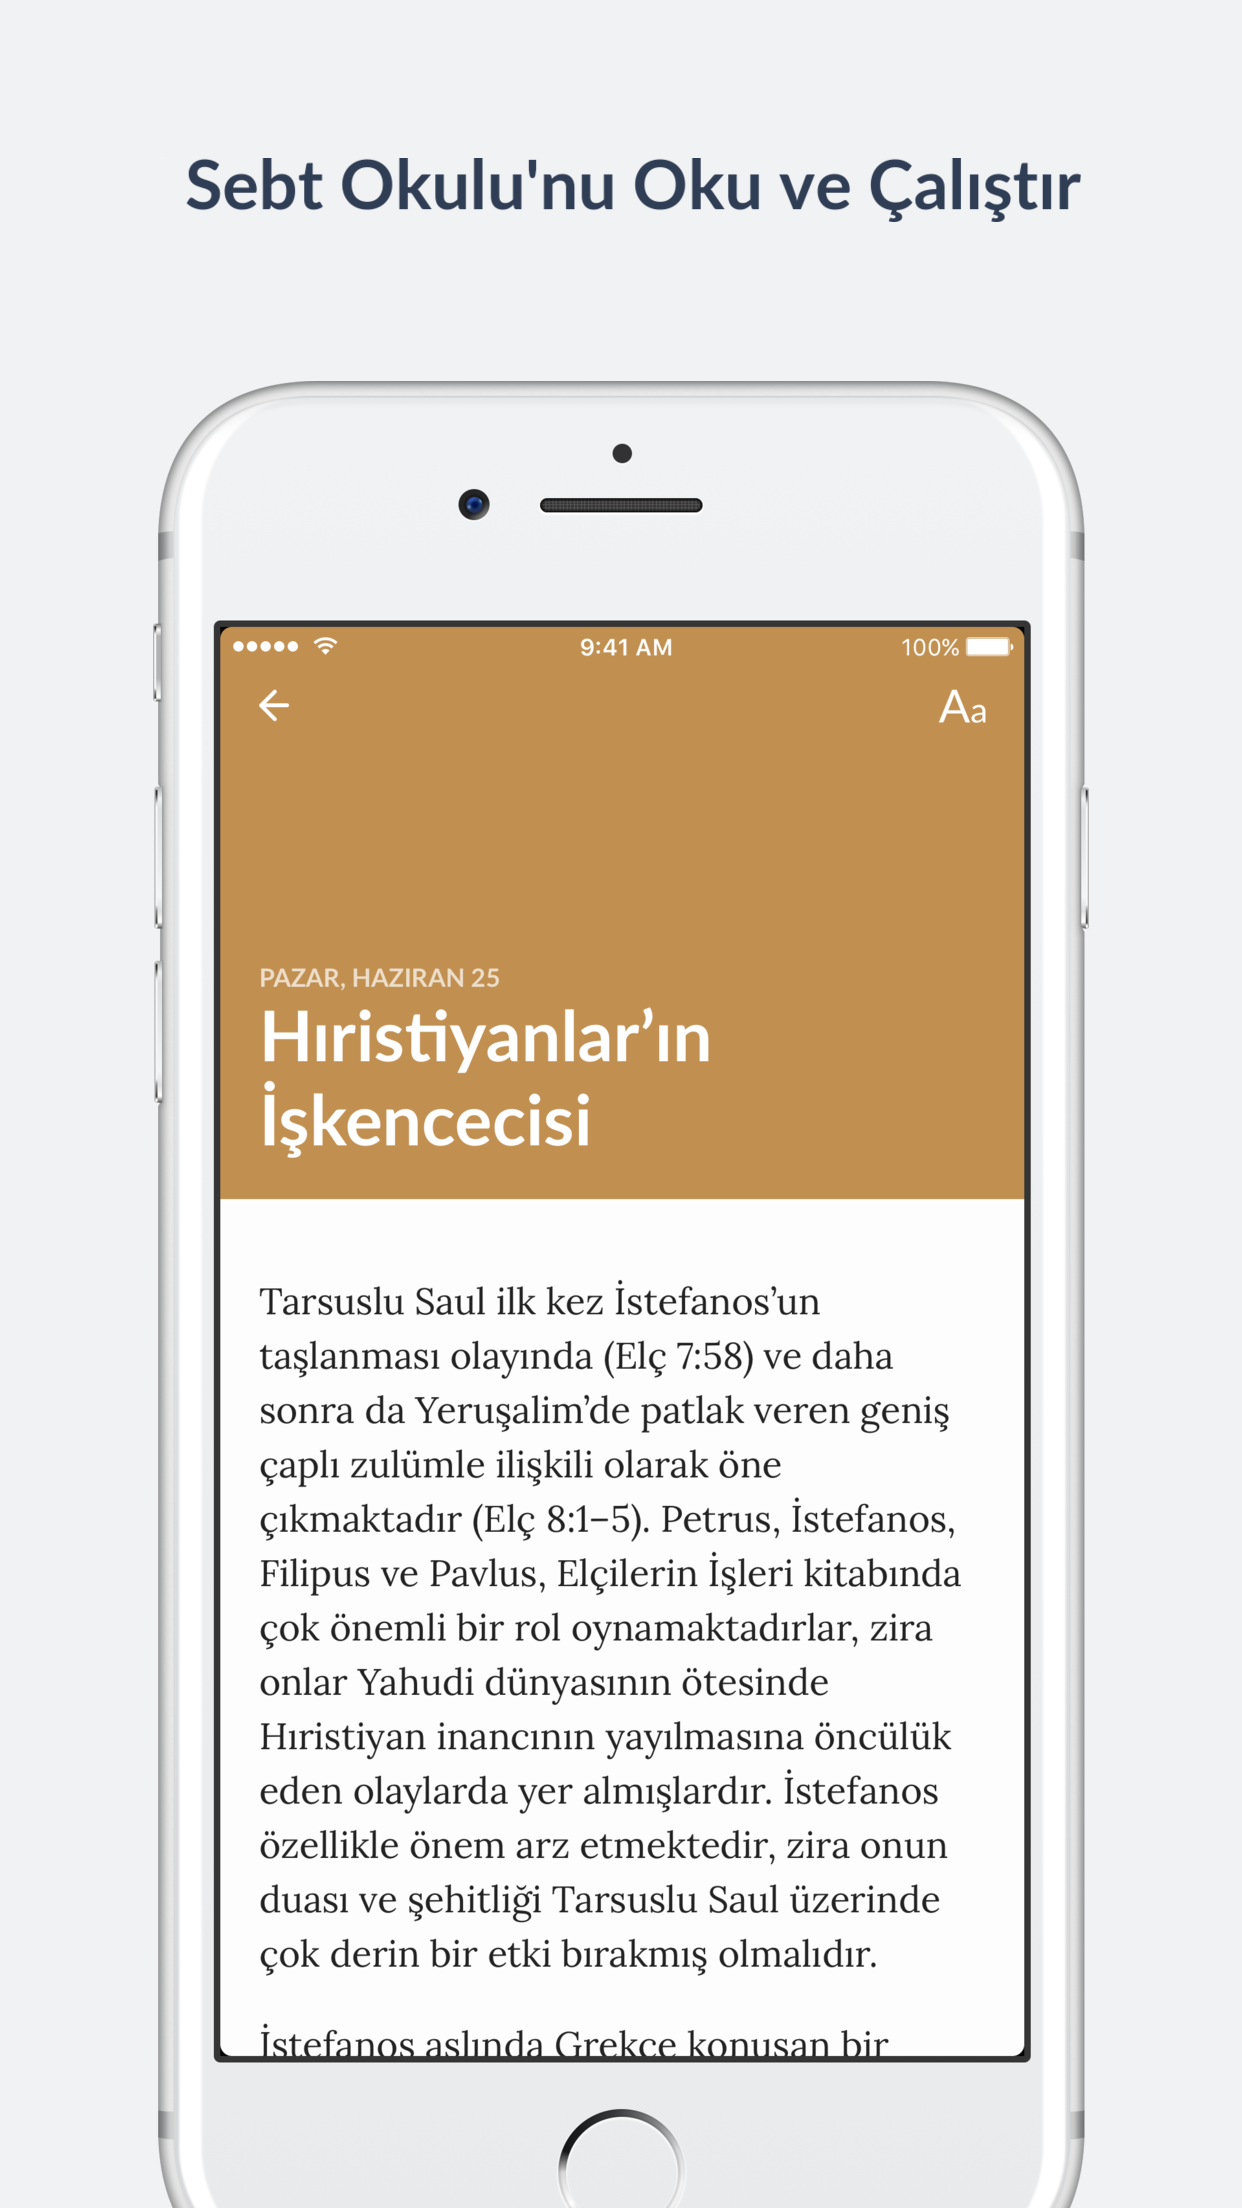 Sebt Okulu'nu Oku ve Çalıştır
9:41 AM
100%
Aa
PAZAR, HAZIRAN 25
Hıristiyanlar’ın
İşkencecisi
Tarsuslu Saul ilk kez İstefanos’un
taşlanması olayında (Elç 7:58) ve daha
sonra da Yeruşalim’de patlak veren geniş
çaplı zulümle ilişkili olarak öne
çıkmaktadır (Elç 8:1–5). Petrus, İstefanos,
Filipus ve Pavlus, Elçilerin İşleri kitabında
çok önemli bir rol oynamaktadırlar, zira
onlar Yahudi dünyasının ötesinde
Hıristiyan inancının yayılmasına öncülük
eden olaylarda yer almışlardır. İstefanos
özellikle önem arz etmektedir, zira onun
duası ve şehitliği Tarsuslu Saul üzerinde
çok derin bir etki bırakmış olmalıdır.
İstefanos aslında Grekçe konuşan bir